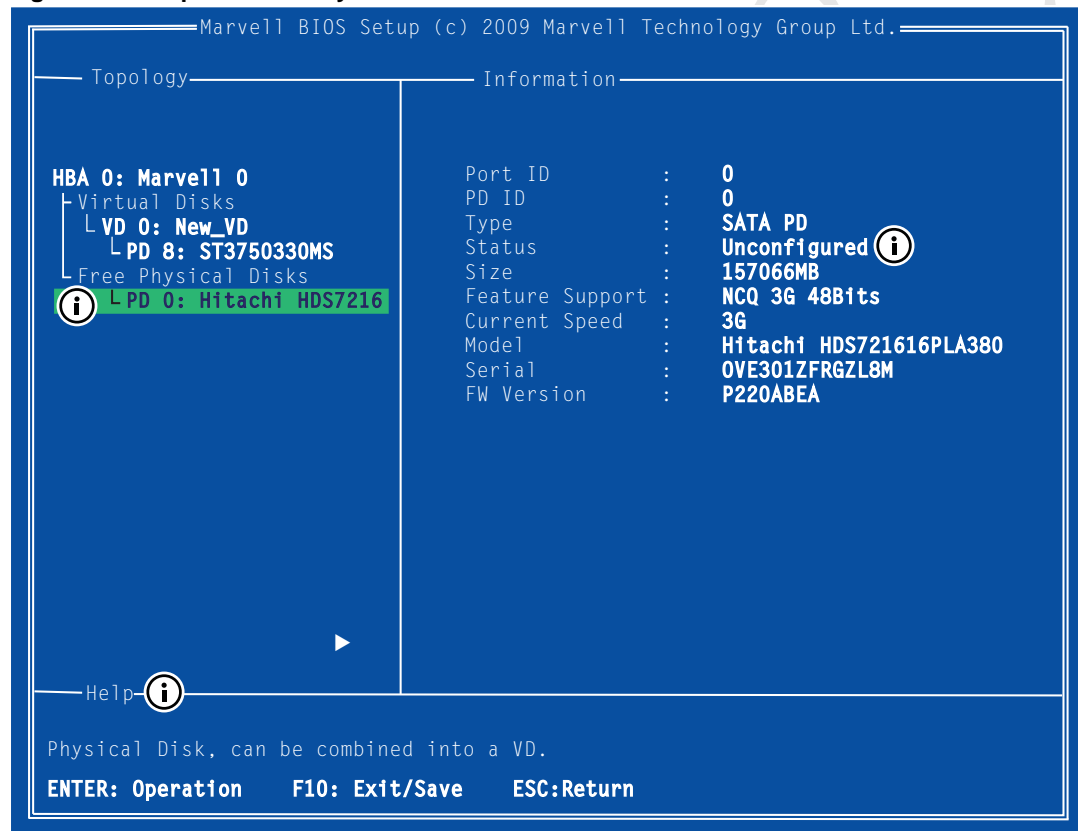 Marvell BIOS Setup (c) 2009 Marvell Technology Group Ltd.
Topology
HBA 0: Marvell 0
Virtual Disks
VD 0: New_VD
PD 8: ST3750330MS
Free Physical Disks
PD 0: Hitachi HDS7216
Information
Port ID : 0
PD ID : 0
Type : SATA PD
Status : Unconfigured
Size : 157066MB
Feature Support : NCQ 3G 48Bits
Current Speed : 3G
Model : Hitachi HDS721616PLA380
Serial : OVE301ZFRGZL8M
FW Version : P220ABEA
Help
Physical Disk, can be combined into a VD.
ENTER: Operation F10: Exit/Save ESC:Return